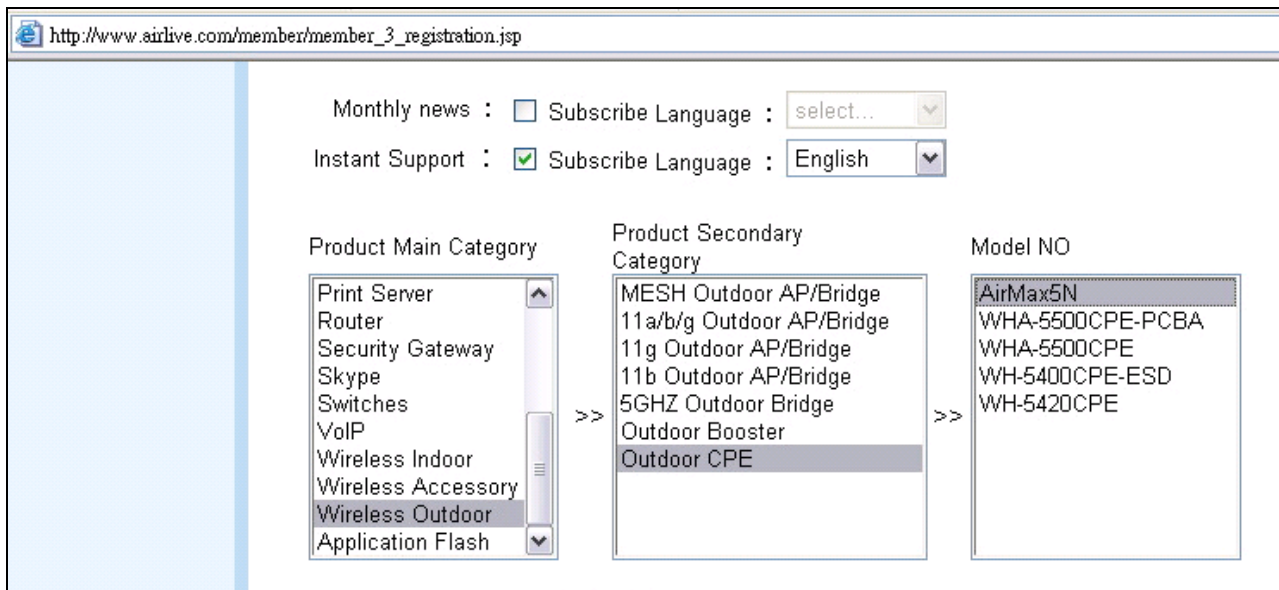 http://www.airlive.com/member/member_3_registration.jsp
Monthly news : Subscribe Language : select...
Instant Support : Subscribe Language : English
Product Main Category
Print Server
Router
Security Gateway
Skype
Switches
VoIP
Wireless Indoor
Wireless Accessory
Wireless Outdoor
Application Flash
>>
Product Secondary
Category
MESH Outdoor AP/Bridge
11a/b/g Outdoor AP/Bridge
11g Outdoor AP/Bridge
11b Outdoor AP/Bridge
5GHZ Outdoor Bridge
Outdoor Booster
Outdoor CPE
>>
Model NO
AirMax5N
WHA-5500CPE-PCBA
WHA-5500CPE
WH-5400CPE-ESD
WH-5420CPE